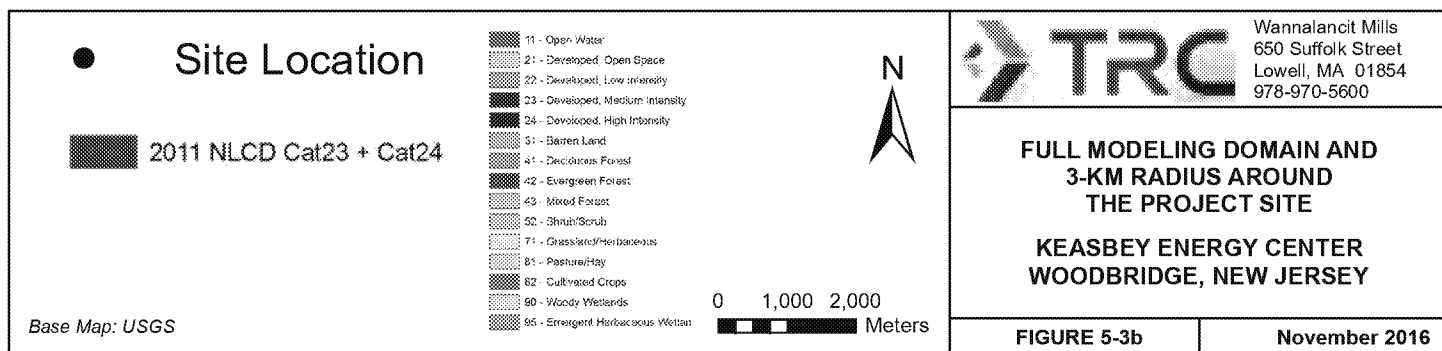 Site Location
2011 NLCD Cat23 + Cat24
Base Map: USGS
11 - Open Water
21 - Developed, Open Space
22 - Developed, Low Intensity
23 - Developed, Medium Intensity
24 - Developed, High Intensity
31 - Barren Land
41 - Deciduous Forest
42 - Evergreen Forest
43 - Mixed Forest
52 - Shrub/Scrub
71 - Grassland/Herbaceous
81 - Pasture/Hay
82 - Cultivated Crops
90 - Woody Wetlands
95 - Emergent Herbaceous Wetlan
N
0 1,000 2,000
Meters
TRC
Wannalancit Mills
650 Suffolk Street
Lowell, MA 01854
978-970-5600
FULL MODELING DOMAIN AND
3-KM RADIUS AROUND
THE PROJECT SITE
KEASBEY ENERGY CENTER
WOODBRIDGE, NEW JERSEY
FIGURE 5-3b
November 2016